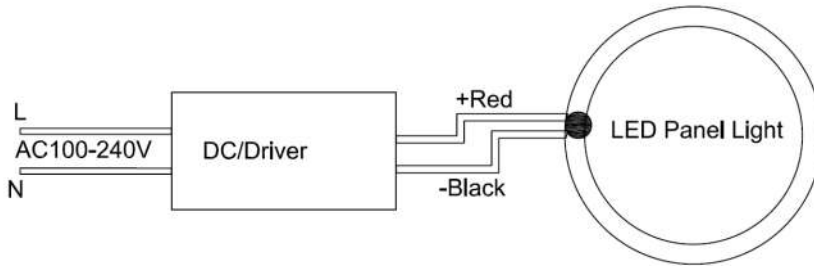 L
AC100-240V
N
DC/Driver
+Red
-Black
LED Panel Light